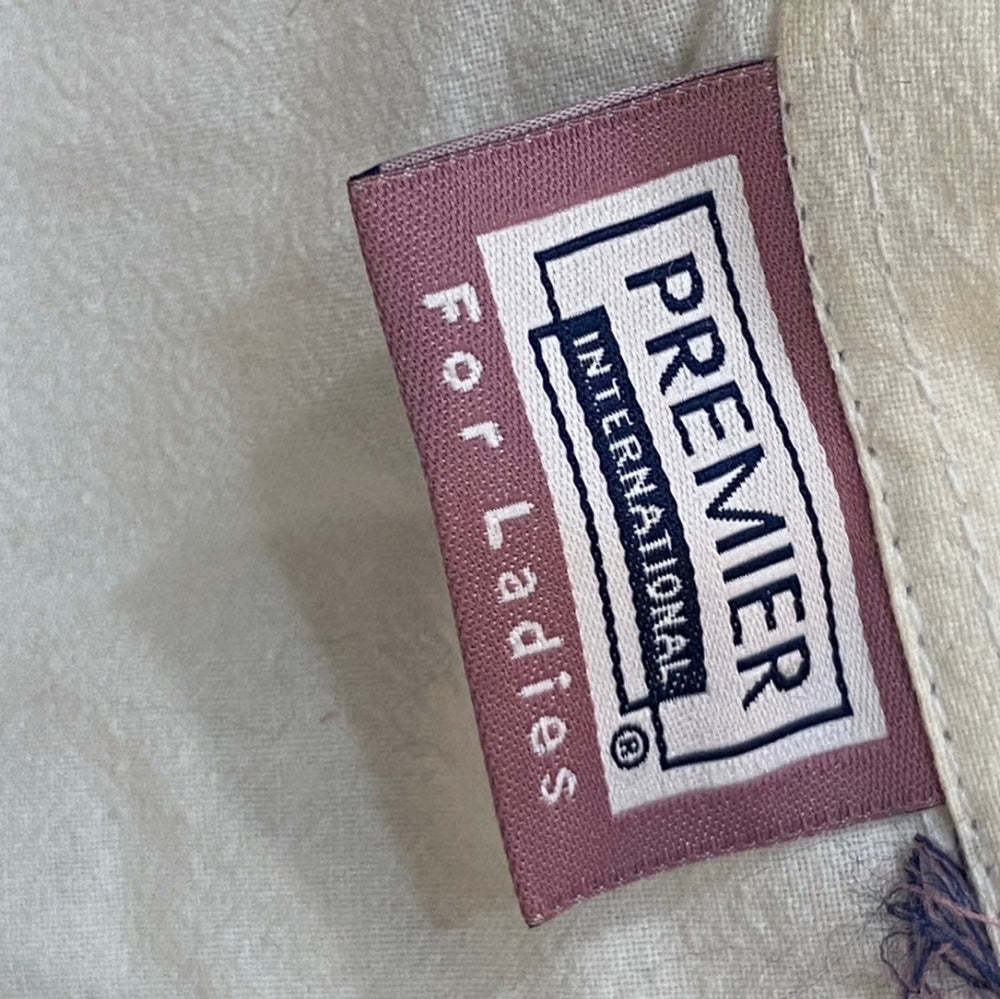 PREMIER
INTERNATIONAL
®
For Ladies